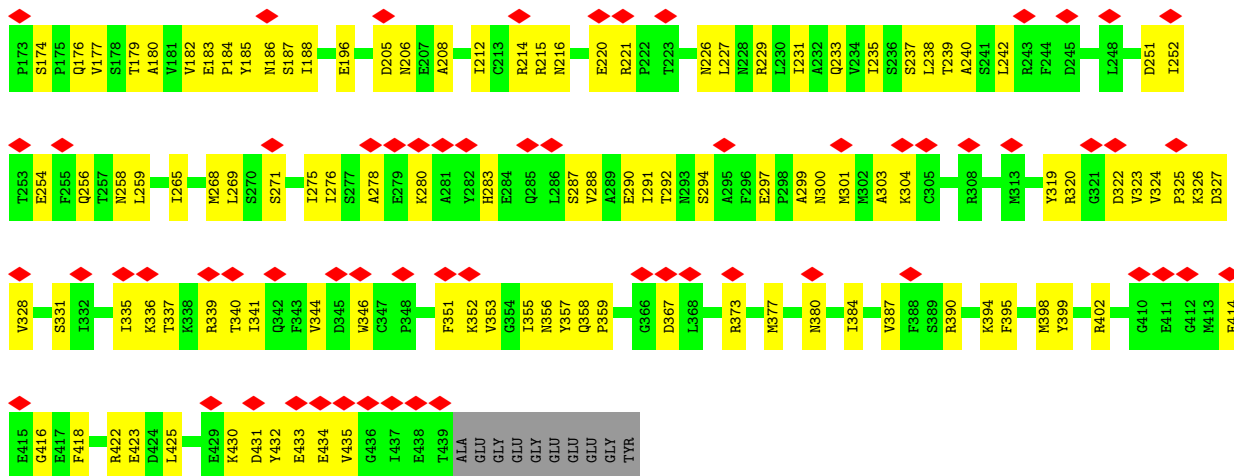 P173 S174 P175 Q176 V177 S178 T179 A180 V181 V182 E183 P184 Y185 N186 S187 I188 E196 D205 N206 E207 A208 I212 C213 R214 R215 N216 E220 R221 P222 T223 N226 L227 N228 R229 L230 I231 A232 Q233 V234 I235 S236 S237 L238 T239 A240 S241 L242 R243 F244 D245 L248 D251 I252
T253 E254 F255 Q256 T257 N258 L259 I265 M268 L269 S270 S271 I275 I276 S277 A278 E279 K280 A281 Y282 H283 E284 Q285 L286 S287 V288 A289 E290 I291 T292 N293 S294 A295 F296 E297 P298 A299 N300 M301 M302 A303 K304 C305 R308 M313 Y319 R320 G321 D322 V323 V324 P325 K326 D327
V328 S331 I332 I335 K336 T337 K338 R339 T340 I341 Q342 F343 V344 D345 W346 C347 P348 F351 K352 V353 G354 I355 N356 Y357 Q358 P359 G366 D367 L368 R373 M377 N380 I384 V387 F388 S389 R390 K394 F395 M398 Y399 R402 G410 E411 G412 M413 E414
E415 G416 E417 F418 R422 E423 D424 L425 E429 K430 D431 Y432 E433 E434 V435 G436 I437 E438 T439 ALA GLU GLY GLU GLY GLU GLU GLU GLY TYR